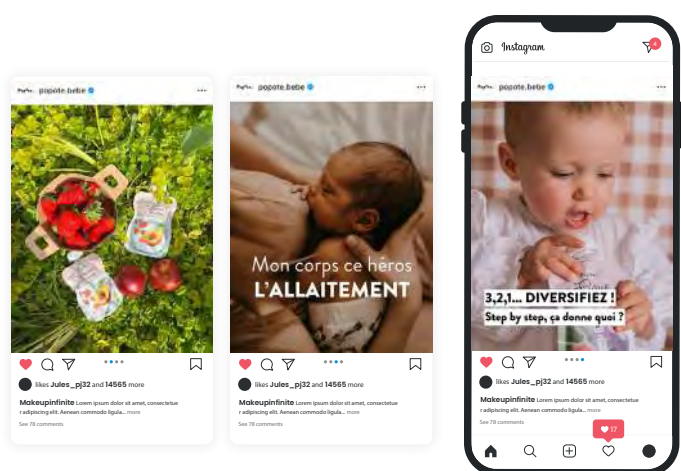 popote.bebe
likes Jules_pj32 and 14565 more
Makeupinfinite Lorem ipsum dolor sit amet, consectetue
r adipiscing elit. Aenean commodo ligula... more
See 78 comments
popote.bebe
Mon corps ce héros
L'ALLAITEMENT
likes Jules_pj32 and 14565 more
Makeupinfinite Lorem ipsum dolor sit amet, consectetue
r adipiscing elit. Aenean commodo ligula... more
See 78 comments
Instagram
4
popote.bebe
3,2,1... DIVERSIFIEZ !
Step by step, ça donne quoi ?
likes Jules_pj32 and 14565 more
Makeupinfinite Lorem ipsum dolor sit amet, consectetue
r adipiscing elit. Aenean commodo ligula... more
See 78 comments
17